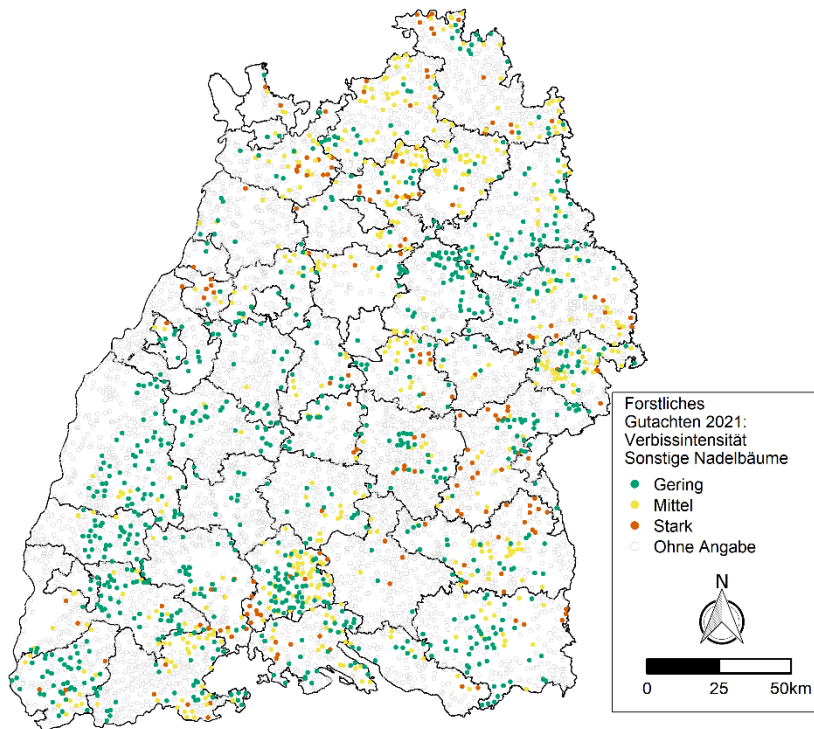 Forstliches
Gutachten 2021:
Verbissintensität
Sonstige Nadelbäume
Gering
Mittel
Stark
Ohne Angabe
N
0 25 50km